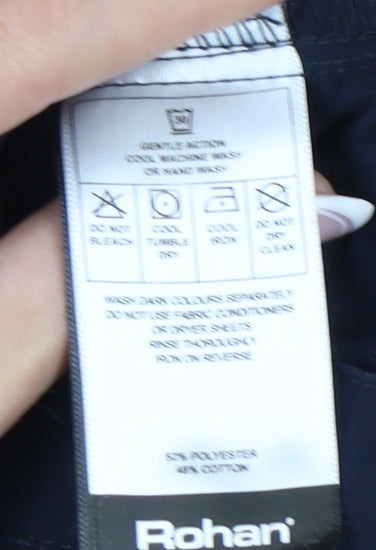 30
GENTLE ACTION
COOL MACHINE WASH
OR HAND WASH
DO NOT BLEACH
COOL TUMBLE DRY
COOL IRON
DO NOT DRY CLEAN
WASH DARK COLOURS SEPARATELY
DO NOT USE FABRIC CONDITIONERS
OR DRYER SHEETS
RINSE THOROUGHLY
IRON ON REVERSE
52% POLYESTER
48% COTTON
Rohan